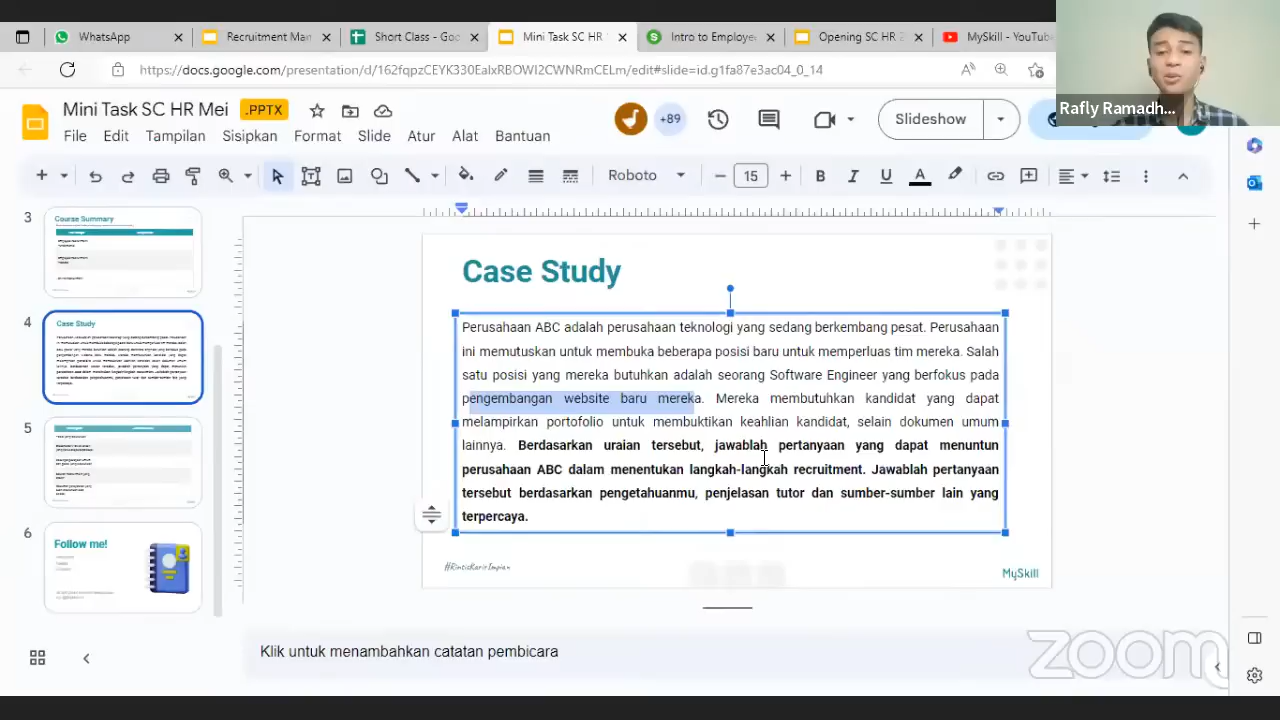 WhatsApp
Recruitment Ma
Short Class - Goo
Mini Task SC HR
Intro to Employe
Opening SC HR 2
MySkill - YouTub
https://docs.google.com/presentation/d/162fqpzCEYK330EaIxRBOWI2CWNRmCELm/edit#slide=id.g1fa87e3ac04_0_14
Rafly Ramadh...
Mini Task SC HR Mei
.PPTX
+89
Slideshow
File Edit Tampilan Sisipkan Format Slide Atur Alat Bantuan
Roboto
15
3
Course Summary
4
Case Study
5
6
Follow me!
Case Study
Perusahaan ABC adalah perusahaan teknologi yang sedang berkembang pesat. Perusahaan
ini memutuskan untuk membuka beberapa posisi baru untuk memperluas tim mereka. Salah
satu posisi yang mereka butuhkan adalah seorang Software Engineer yang berfokus pada
pengembangan website baru mereka. Mereka membutuhkan kandidat yang dapat
melampirkan portofolio untuk membuktikan keahlian kandidat, selain dokumen umum
lainnya. Berdasarkan uraian tersebut, jawablah pertanyaan yang dapat menuntun
perusahaan ABC dalam menentukan langkah-langkah recruitment. Jawablah pertanyaan
tersebut berdasarkan pengetahuanmu, penjelasan tutor dan sumber-sumber lain yang
terpercaya.
#RintisKarirImpian
MySkill
Klik untuk menambahkan catatan pembicara
zoom